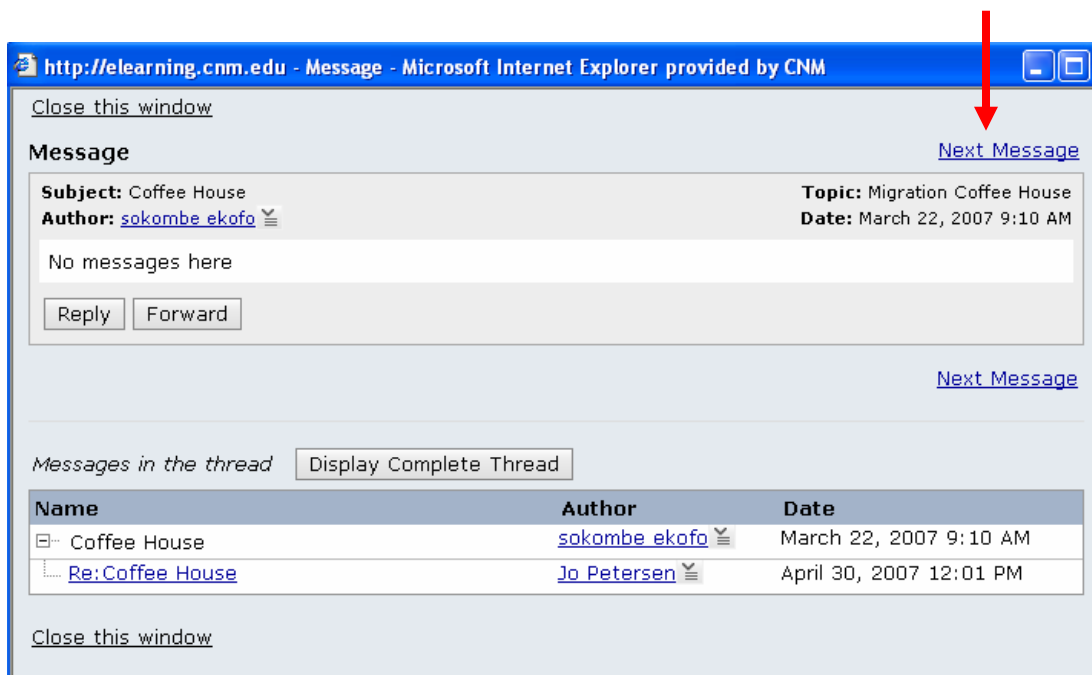 http://elearning.cnm.edu - Message - Microsoft Internet Explorer provided by CNM
Close this window
Message Next Message
Subject: Coffee House Topic: Migration Coffee House
Author: sokombe ekofo Date: March 22, 2007 9:10 AM
No messages here
Reply Forward
Next Message
Messages in the thread Display Complete Thread
Name Author Date
Coffee House sokombe ekofo March 22, 2007 9:10 AM
Re:Coffee House Jo Petersen April 30, 2007 12:01 PM
Close this window